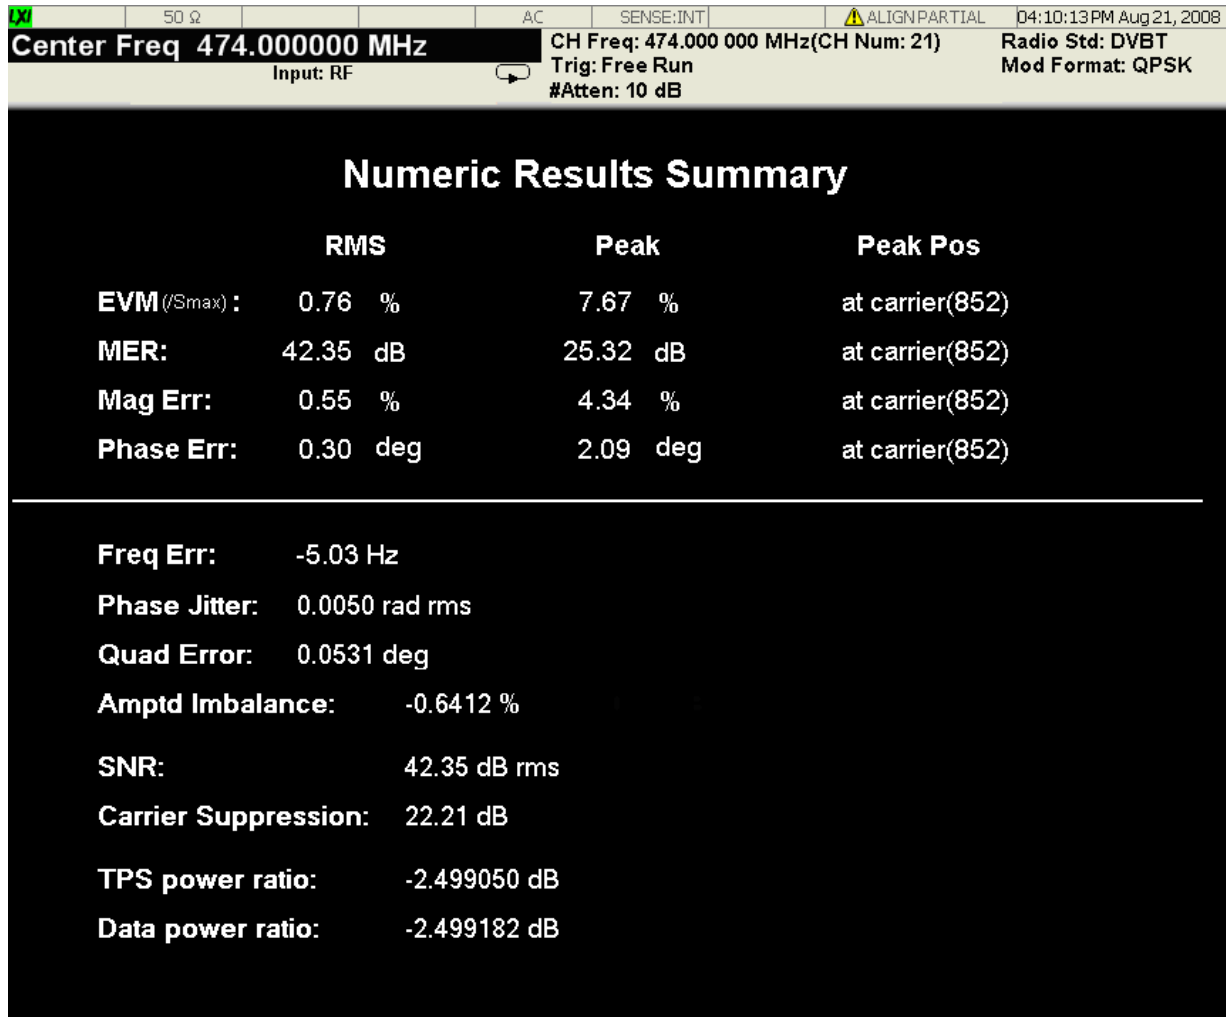 LXI 50 Ω AC SENSE:INT ALIGN PARTIAL 04:10:13 PM Aug 21, 2008
Center Freq 474.000000 MHz CH Freq: 474.000 000 MHz(CH Num: 21) Radio Std: DVBT
Input: RF Trig: Free Run Mod Format: QPSK
#Atten: 10 dB
Numeric Results Summary
RMS Peak Peak Pos
EVM(/Smax): 0.76 % 7.67 % at carrier(852)
MER: 42.35 dB 25.32 dB at carrier(852)
Mag Err: 0.55 % 4.34 % at carrier(852)
Phase Err: 0.30 deg 2.09 deg at carrier(852)
Freq Err: -5.03 Hz
Phase Jitter: 0.0050 rad rms
Quad Error: 0.0531 deg
Amptd Imbalance: -0.6412 %
SNR: 42.35 dB rms
Carrier Suppression: 22.21 dB
TPS power ratio: -2.499050 dB
Data power ratio: -2.499182 dB